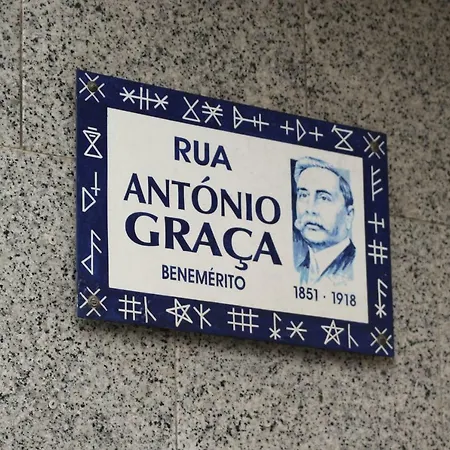 RUA
ANTÓNIO
GRAÇA
BENEMÉRITO
1851 · 1918